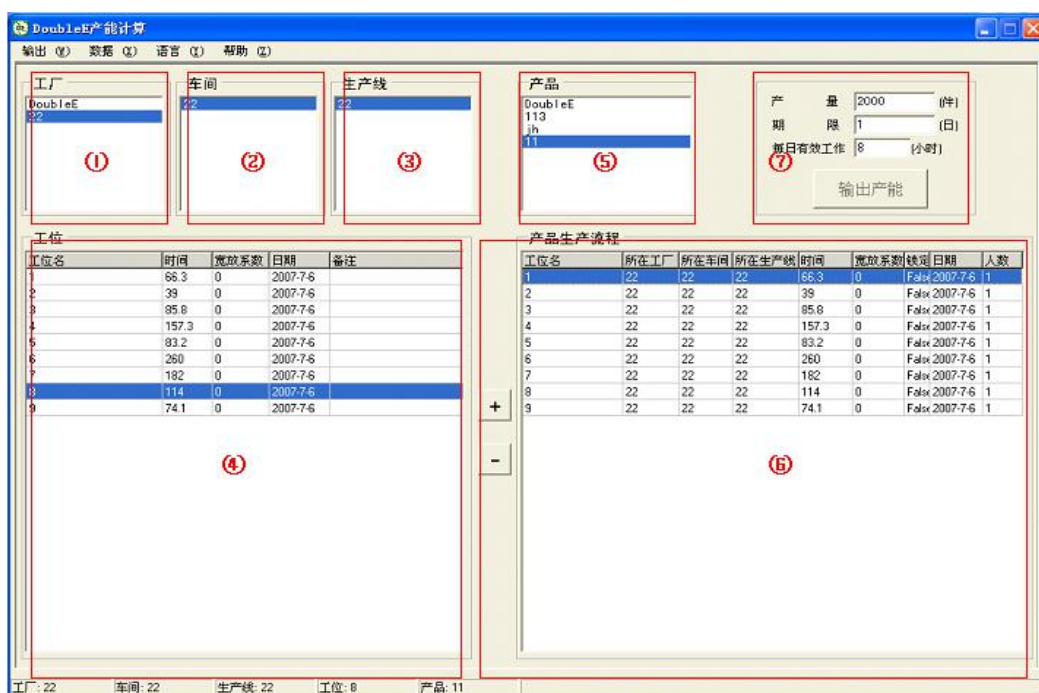 DoubleE产能计算
输出 (W) 数据 (X) 语言 (Y) 帮助 (Z)
工厂
DoubleE
22
①
车间
22
②
生产线
22
③
产品
DoubleE
113
jh
11
⑤
产 量 2000 (件)
期 限 1 (日)
每日有效工作 8 (小时)
⑦
输出产能
工位
工位名 时间 宽放系数 日期 备注
1 66.3 0 2007-7-6
2 39 0 2007-7-6
3 85.8 0 2007-7-6
4 157.3 0 2007-7-6
5 83.2 0 2007-7-6
6 260 0 2007-7-6
7 182 0 2007-7-6
8 114 0 2007-7-6
9 74.1 0 2007-7-6
④
+
-
产品生产流程
工位名 所在工厂 所在车间 所在生产线 时间 宽放系数 锁定 日期 人数
1 22 22 22 66.3 0 False 2007-7-6 1
2 22 22 22 39 0 False 2007-7-6 1
3 22 22 22 85.8 0 False 2007-7-6 1
4 22 22 22 157.3 0 False 2007-7-6 1
5 22 22 22 83.2 0 False 2007-7-6 1
6 22 22 22 260 0 False 2007-7-6 1
7 22 22 22 182 0 False 2007-7-6 1
8 22 22 22 114 0 False 2007-7-6 1
9 22 22 22 74.1 0 False 2007-7-6 1
⑥
工厂: 22 车间: 22 生产线: 22 工位: 8 产品: 11